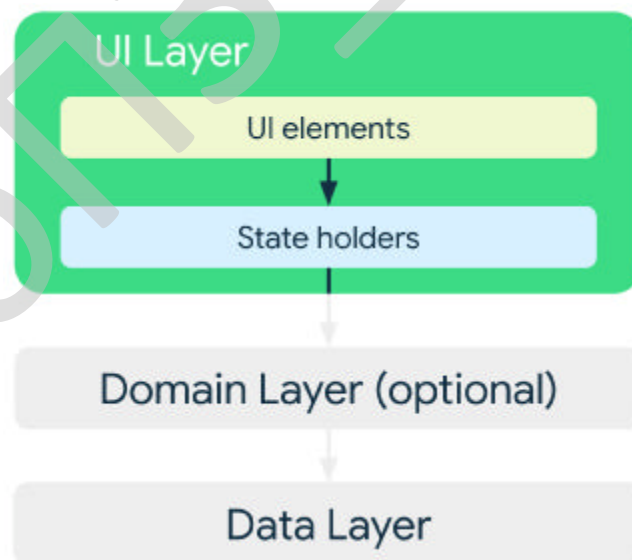 UI Layer
UI elements
State holders
Domain Layer (optional)
Data Layer